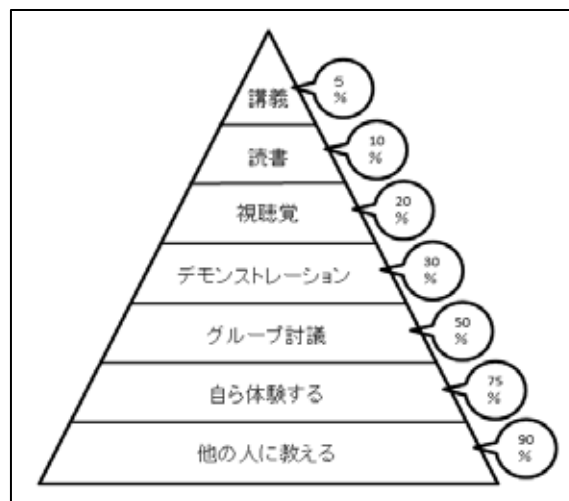 講義
5
%
読書
10
%
視聴覚
20
%
デモンストレーション
30
%
グループ討議
50
%
自ら体験する
75
%
他の人に教える
90
%